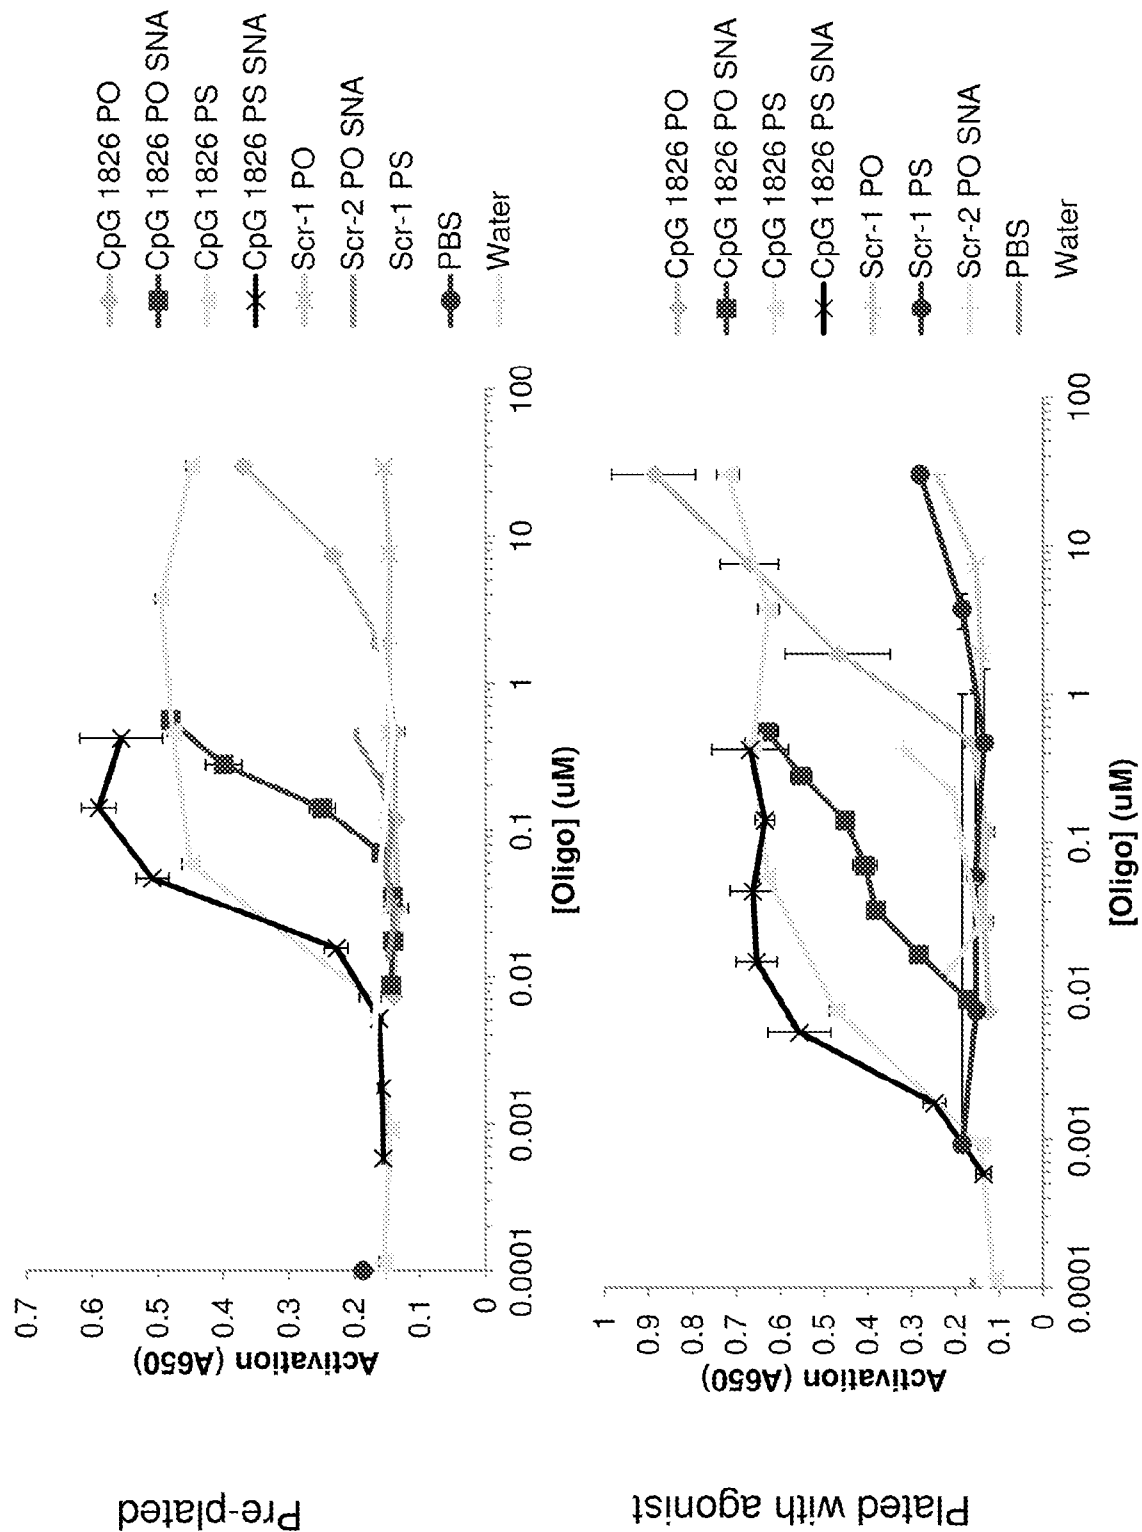 Pre-plated
Activation (A650)
0.7
0.6
0.5
0.4
0.3
0.2
0.1
0
0.0001
0.001
0.01
0.1
1
10
100
[Oligo] (uM)
CpG 1826 PO
CpG 1826 PO SNA
CpG 1826 PS
CpG 1826 PS SNA
Scr-1 PO
Scr-2 PO SNA
Scr-1 PS
PBS
Water
Plated with agonist
Activation (A650)
1
0.9
0.8
0.7
0.6
0.5
0.4
0.3
0.2
0.1
0
0.0001
0.001
0.01
0.1
1
10
100
[Oligo] (uM)
CpG 1826 PO
CpG 1826 PO SNA
CpG 1826 PS
CpG 1826 PS SNA
Scr-1 PO
Scr-1 PS
Scr-2 PO SNA
PBS
Water